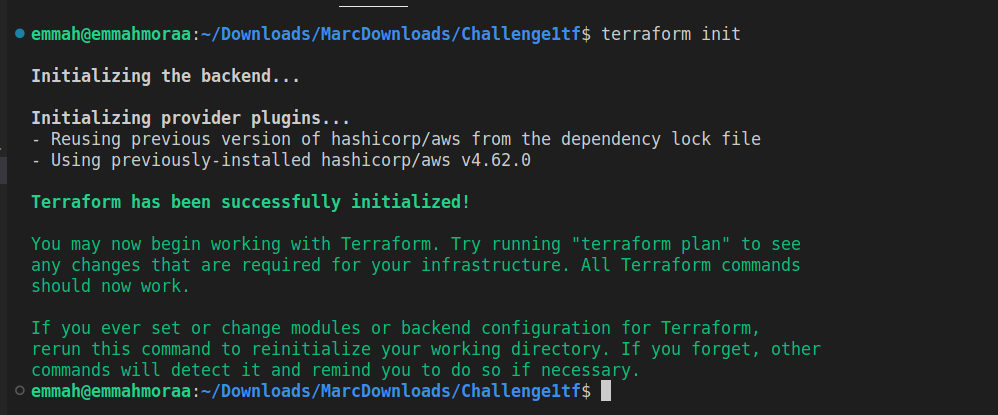 emmah@emmahmoraa:~/Downloads/MarcDownloads/Challenge1tf$ terraform init
Initializing the backend...
Initializing provider plugins...
- Reusing previous version of hashicorp/aws from the dependency lock file
- Using previously-installed hashicorp/aws v4.62.0
Terraform has been successfully initialized!
You may now begin working with Terraform. Try running "terraform plan" to see
any changes that are required for your infrastructure. All Terraform commands
should now work.
If you ever set or change modules or backend configuration for Terraform,
rerun this command to reinitialize your working directory. If you forget, other
commands will detect it and remind you to do so if necessary.
emmah@emmahmoraa:~/Downloads/MarcDownloads/Challenge1tf$